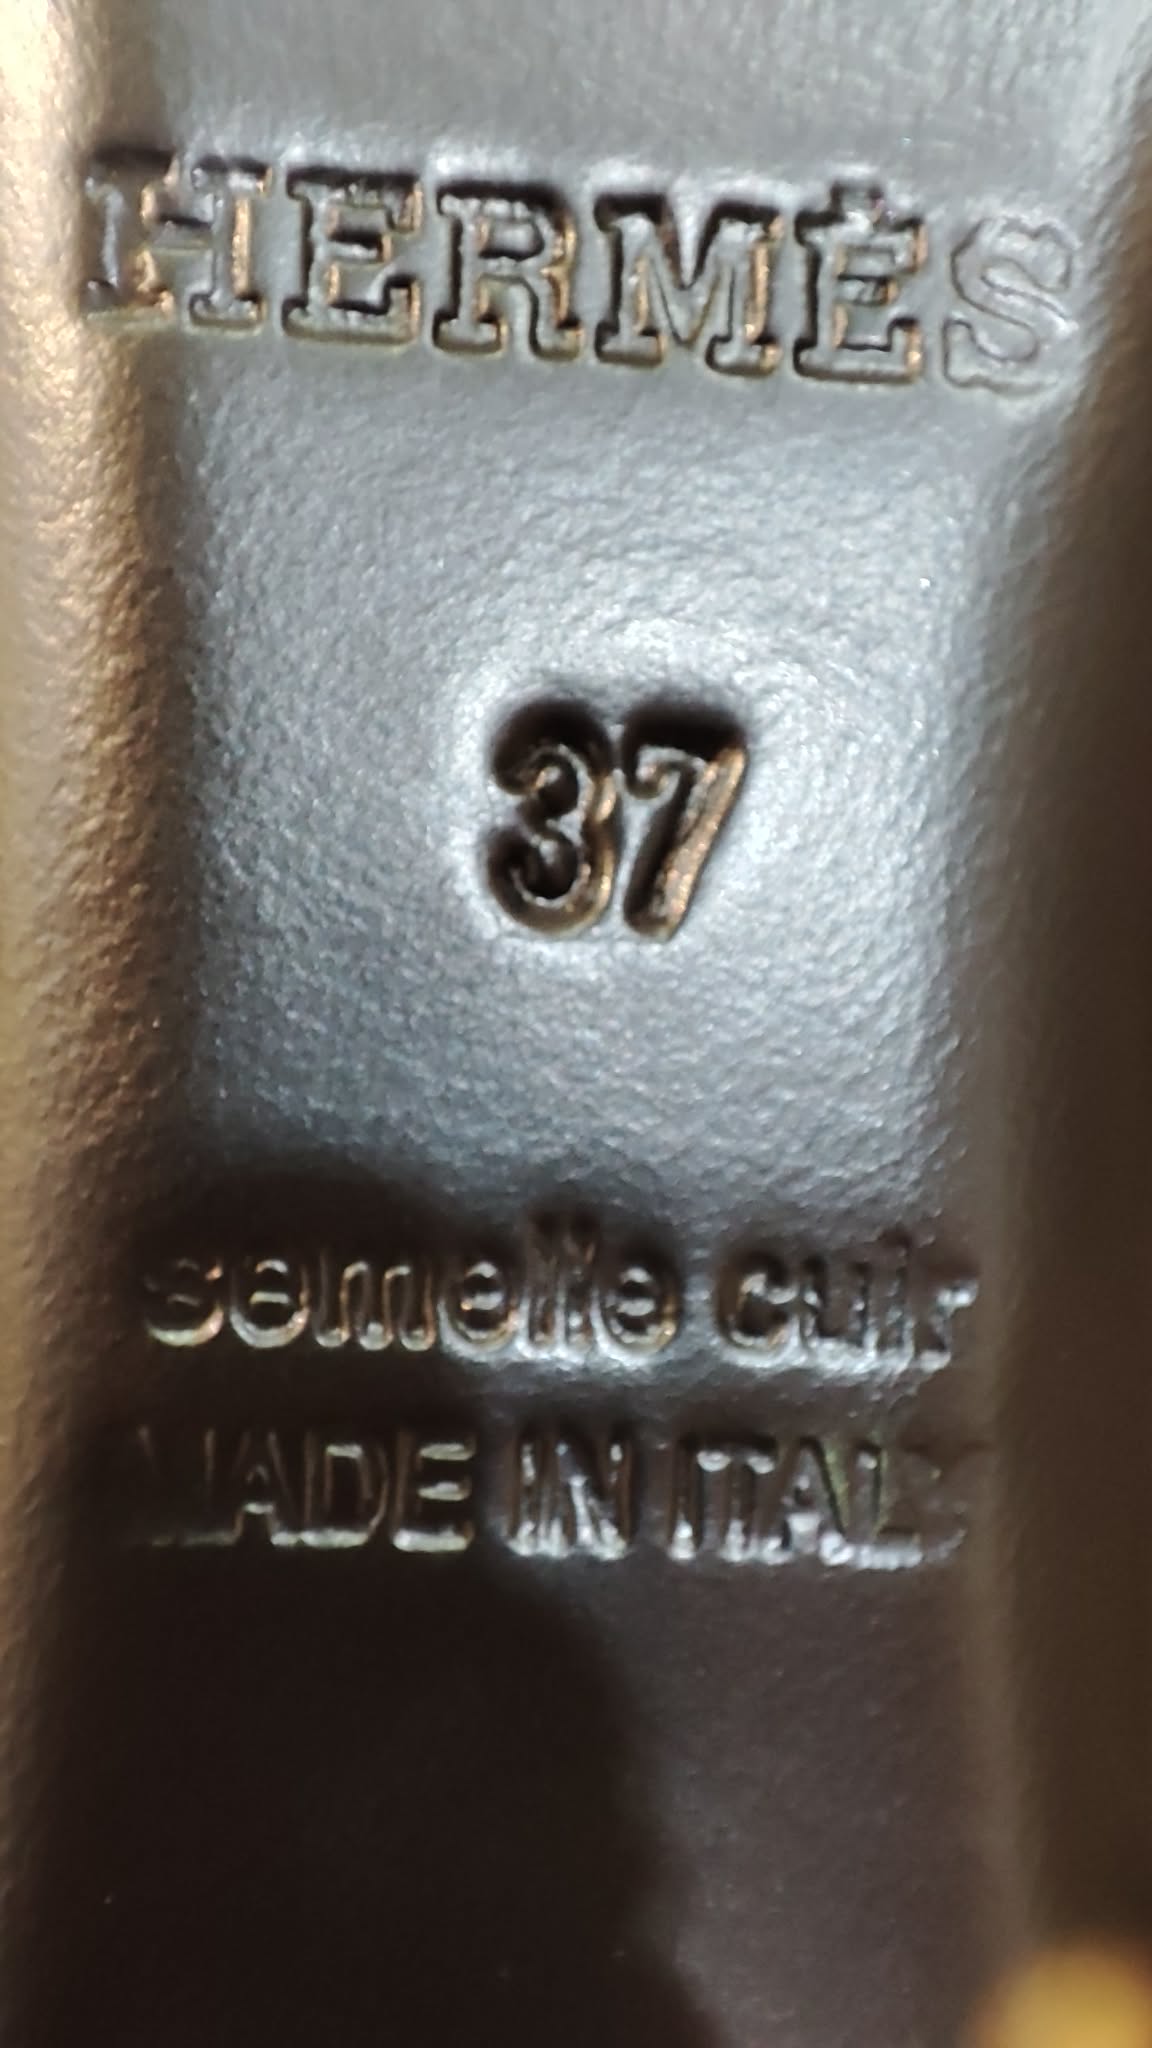 HERMÈS
37
semelle cuir
MADE IN ITALY